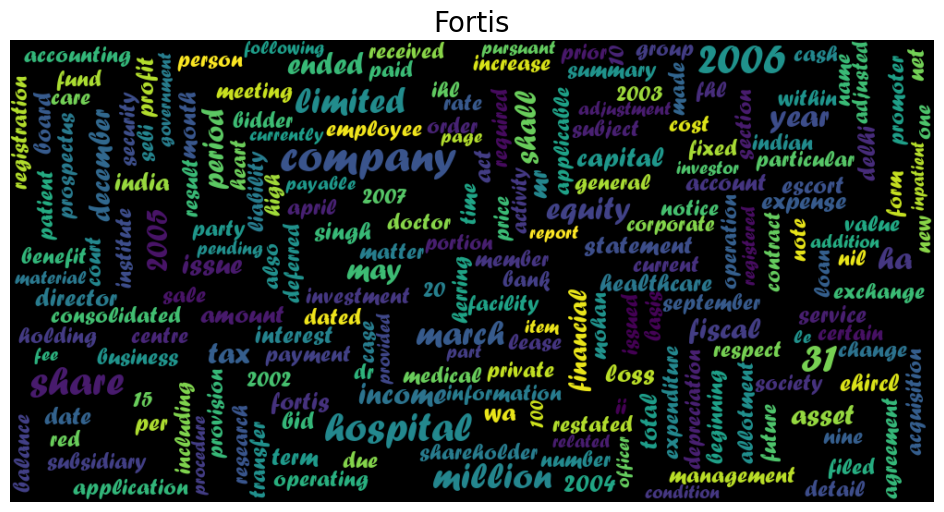 Fortis
accounting
following
received
pursuant
prior
10
group
2006
cash
name
adjusted
net
person
ended
paid
increase
summary
made
fund
care
profit
government
meeting
limited
ihl
rate
required
2003
fhl
within
promoter
registration
board
prospectus
december
security
sebi
month
period
bidder
currently
employee
order
page
act
shall
applicable
adjustment
subject
cost
section
year
indian
delhi
one
patient
india
result
heart
liability
high
company
payable
2007
time
activity
mr
capital
general
fixed
investor
particular
account
escort
expense
form
inpatient
new
april
price
equity
notice
corporate
value
2005
institute
court
party
pending
also
deferred
singh
doctor
portion
report
statement
operation
registered
contract
note
addition
benefit
material
issue
matter
may
member
bank
current
healthcare
loan
nil
ha
director
sale
investment
20
herring
facility
september
exchange
consolidated
amount
dated
march
item
financial
mohan
issued
basis
fiscal
service
certain
holding
centre
interest
provided
part
lease
le
change
fee
business
tax
payment
dr
case
medical
private
loss
respect
31
share
2002
income
information
society
ehircl
acquisition
15
including
provision
fortis
bid
wa
100
ii
restated
total
expenditure
depreciation
beginning
allotment
future
asset
date
per
hospital
related
nine
balance
red
procedure
research
transfer
term
due
shareholder
number
officer
agreement
subsidiary
operating
million
2004
management
filed
application
condition
detail